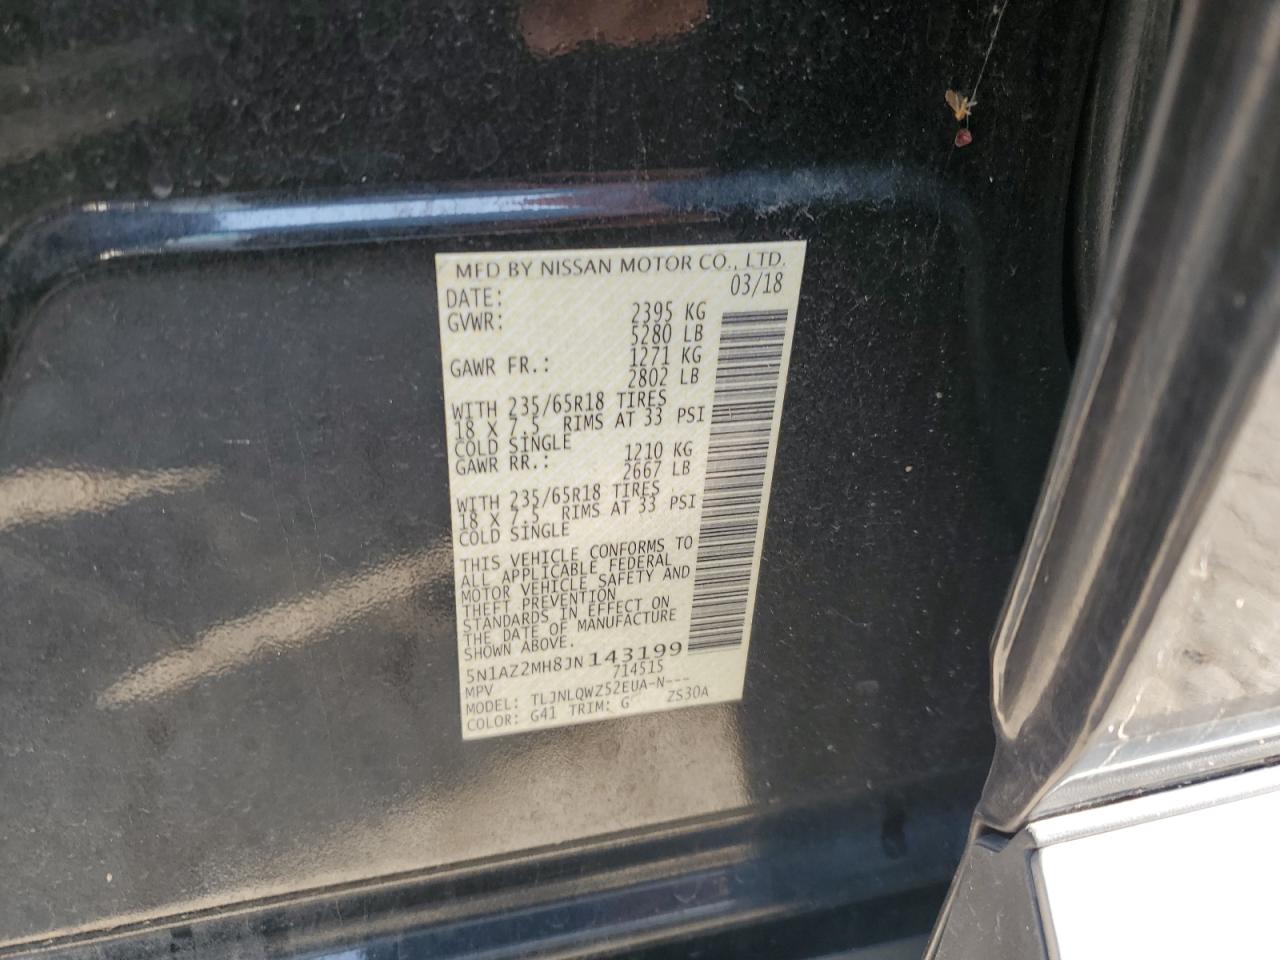 MFD BY NISSAN MOTOR CO., LTD.
DATE: 03/18
GVWR: 2395 KG
5280 LB
GAWR FR.: 1271 KG
2802 LB
WITH 235/65R18 TIRES
18 X 7.5 RIMS AT 33 PSI
COLD SINGLE
GAWR RR.: 1210 KG
2667 LB
WITH 235/65R18 TIRES
18 X 7.5 RIMS AT 33 PSI
COLD SINGLE
THIS VEHICLE CONFORMS TO
ALL APPLICABLE FEDERAL
MOTOR VEHICLE SAFETY AND
THEFT PREVENTION
STANDARDS IN EFFECT ON
THE DATE OF MANUFACTURE
SHOWN ABOVE.
5N1AZ2MH8JN143199
MPV 714515
MODEL: TLJNLQWZ52EUA-N---
COLOR: G41 TRIM: G ZS30A